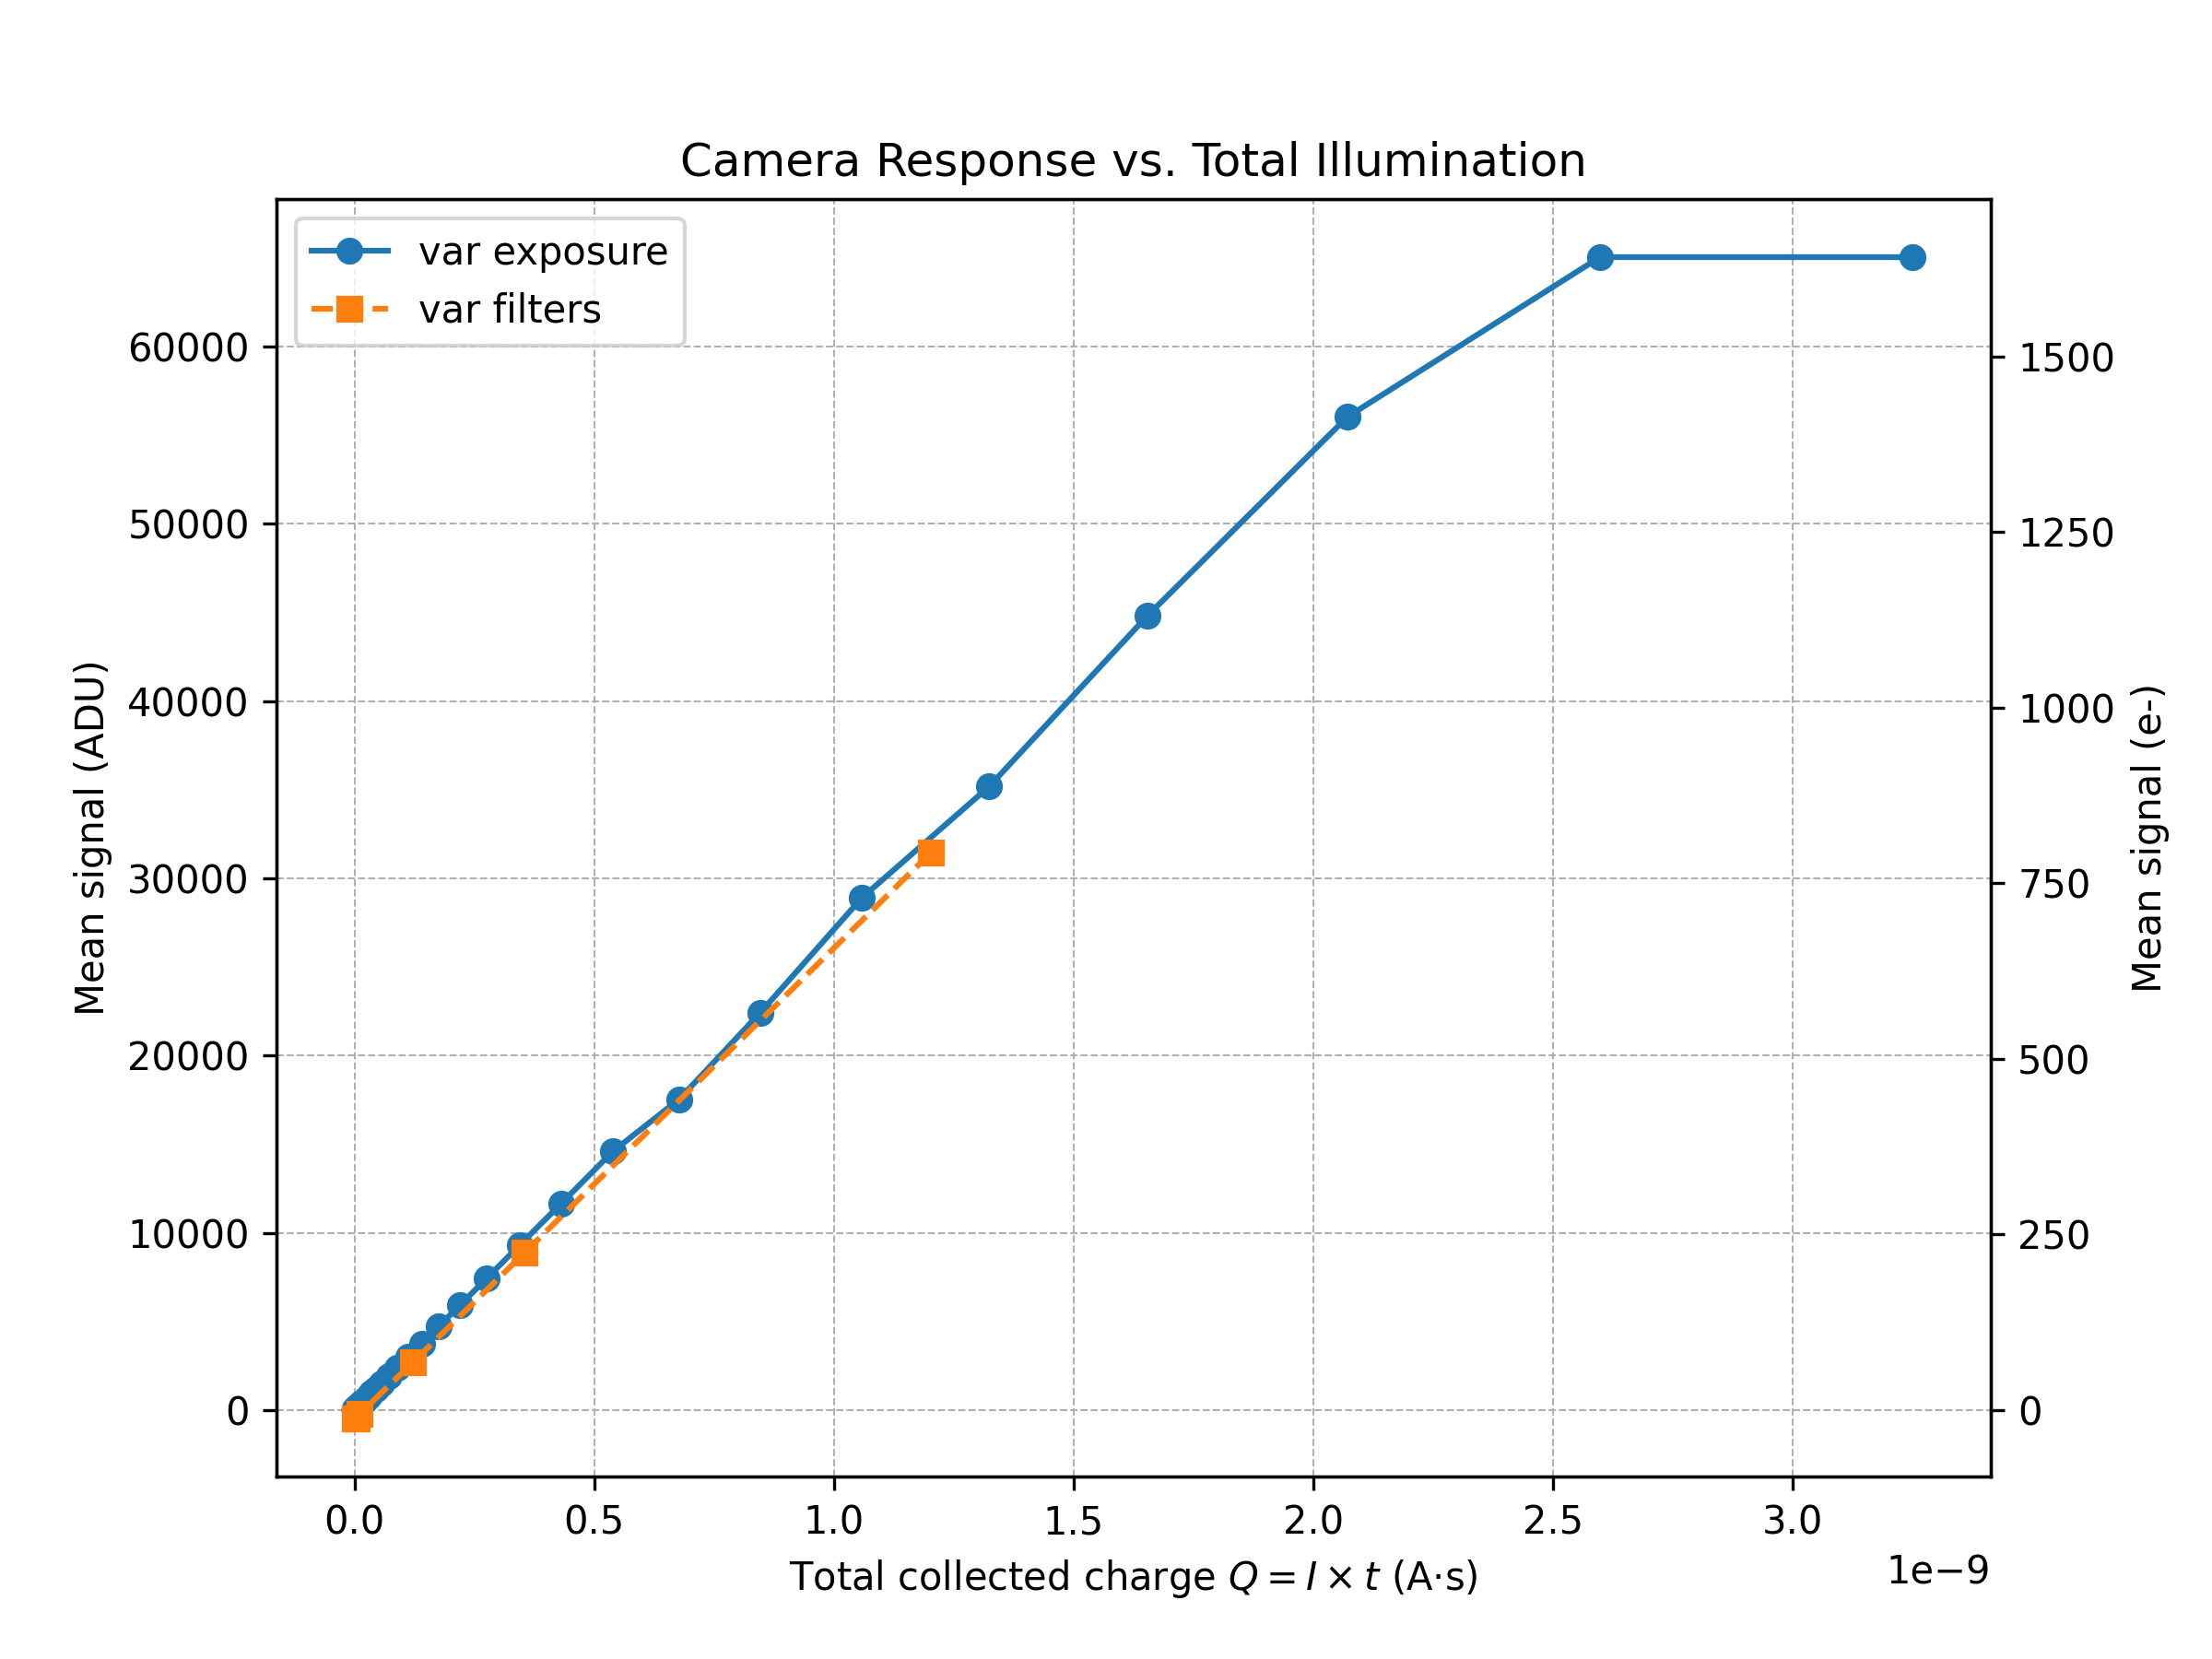 Camera Response vs. Total Illumination
var exposure
var filters
Mean signal (ADU)
60000
50000
40000
30000
20000
10000
0
1500
1250
1000
750
500
250
0
Mean signal (e-)
0.0 0.5 1.0 1.5 2.0 2.5 3.0
1e−9
Total collected charge Q = I × t (A·s)